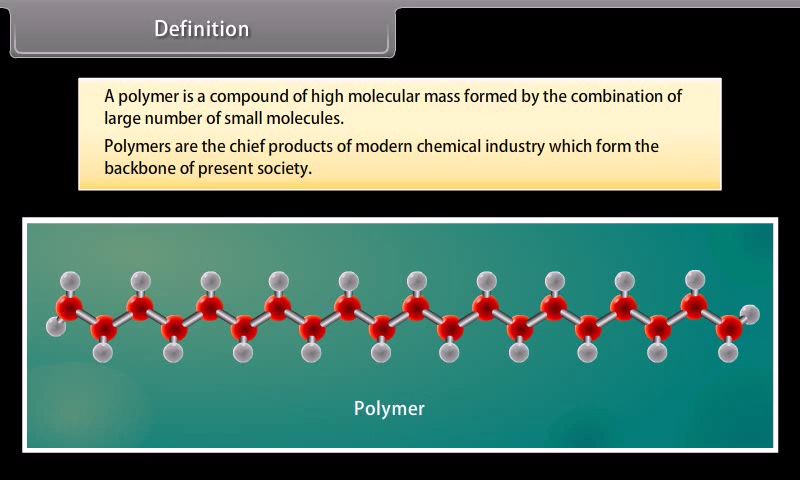 Definition
A polymer is a compound of high molecular mass formed by the combination of
large number of small molecules.
Polymers are the chief products of modern chemical industry which form the
backbone of present society.
Polymer